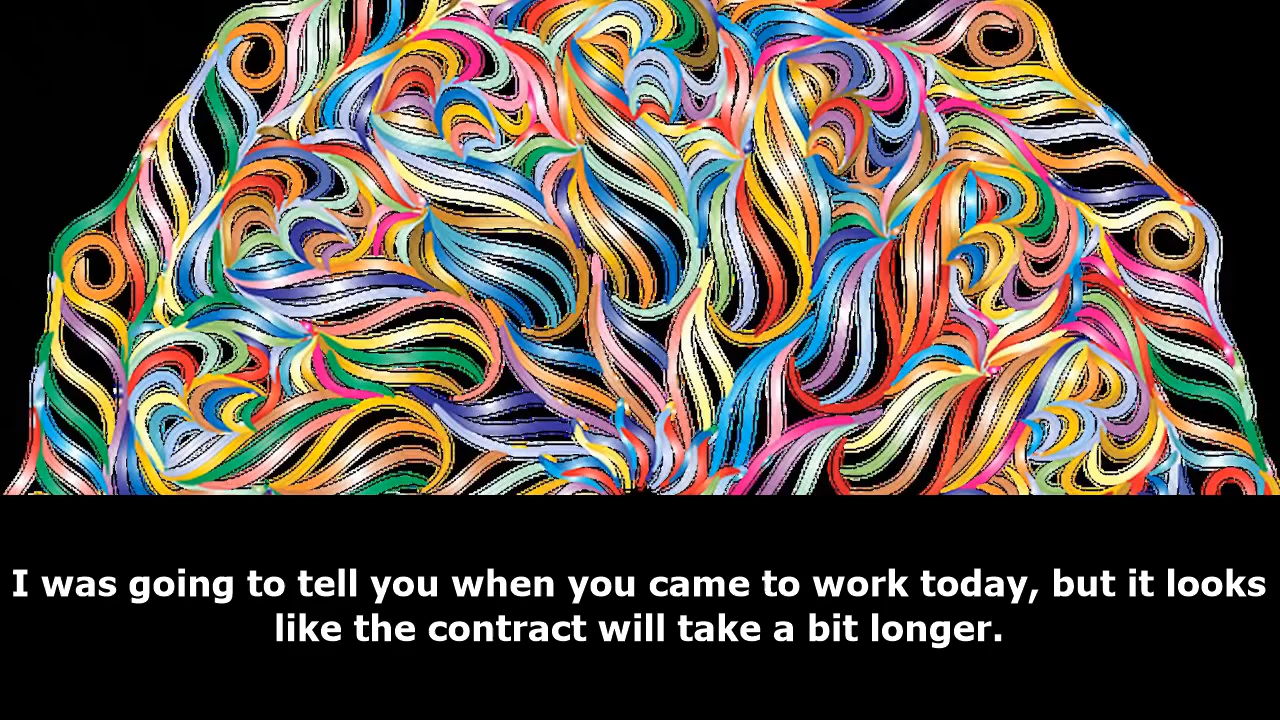 I was going to tell you when you came to work today, but it looks
like the contract will take a bit longer.